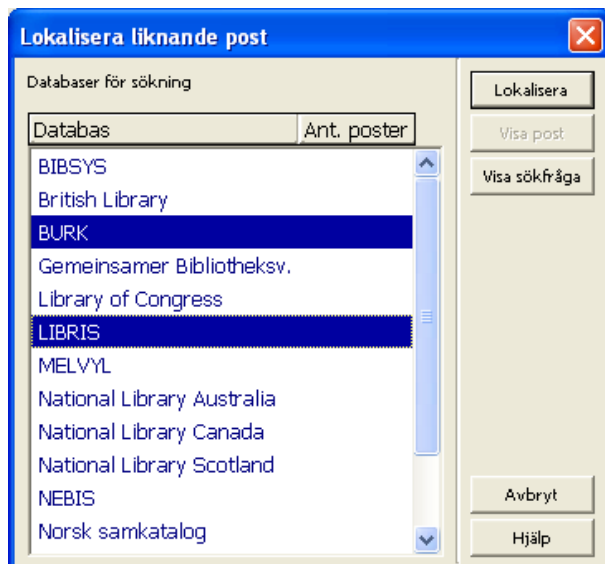 Lokalisera liknande post
Databaser för sökning
Databas Ant. poster
BIBSYS
British Library
BURK
Gemeinsamer Bibliotheksv.
Library of Congress
LIBRIS
MELVYL
National Library Australia
National Library Canada
National Library Scotland
NEBIS
Norsk samkatalog
Lokalisera
Visa post
Visa sökfråga
Avbryt
Hjälp